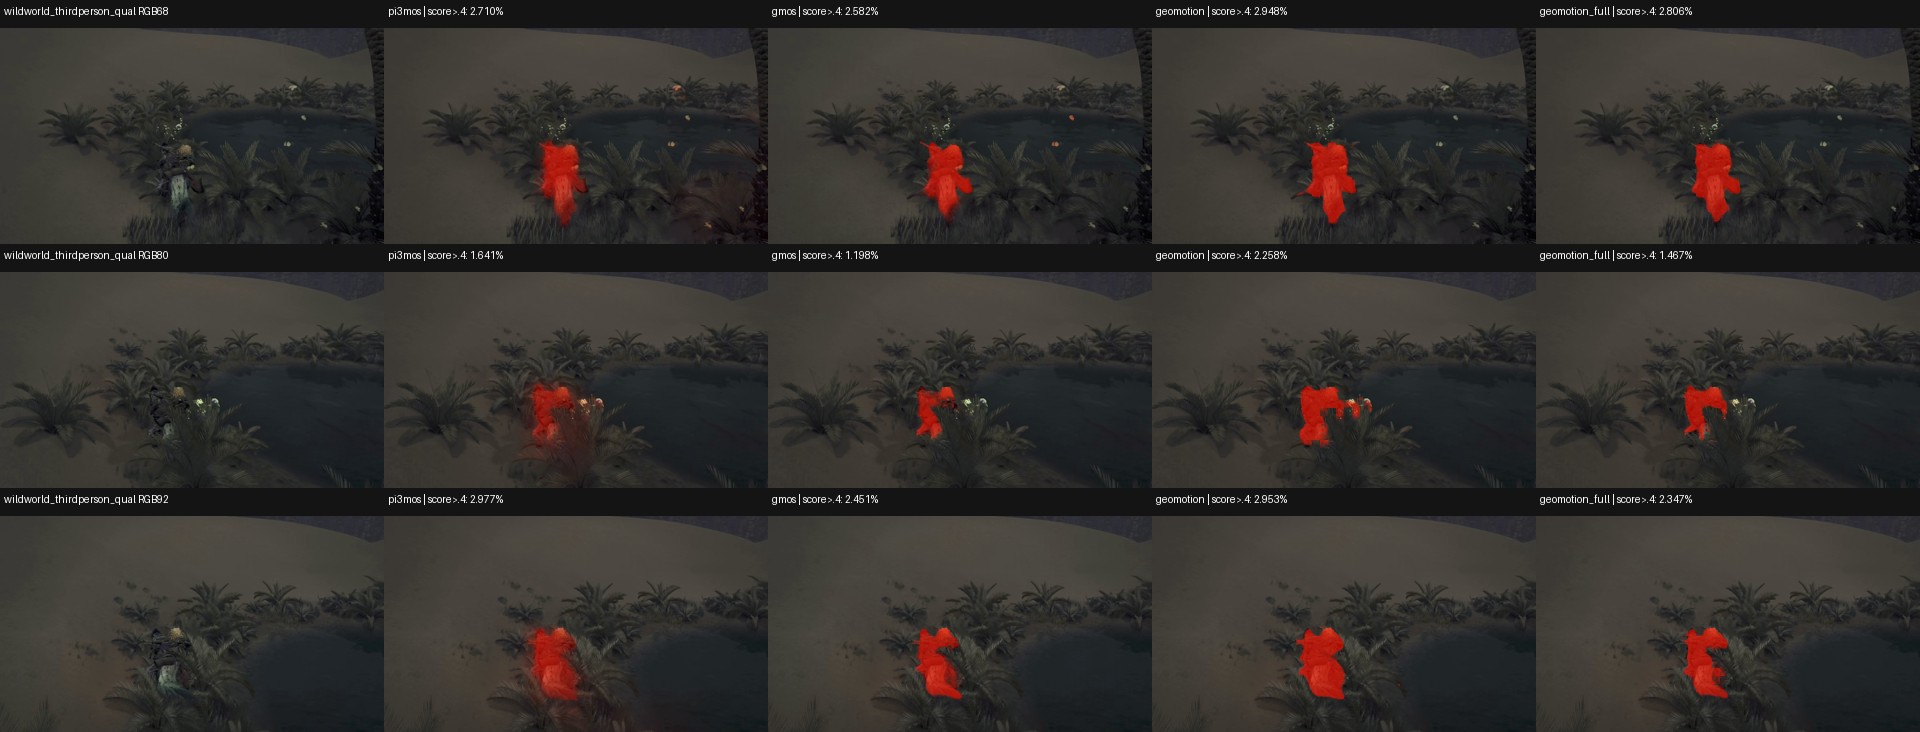 wildworld_thirdperson_qual RGB68
pi3mos | score>.4: 2.710%
gmos | score>.4: 2.582%
geomotion | score>.4: 2.948%
geomotion_full | score>.4: 2.806%
wildworld_thirdperson_qual RGB80
pi3mos | score>.4: 1.641%
gmos | score>.4: 1.198%
geomotion | score>.4: 2.258%
geomotion_full | score>.4: 1.467%
wildworld_thirdperson_qual RGB92
pi3mos | score>.4: 2.977%
gmos | score>.4: 2.451%
geomotion | score>.4: 2.953%
geomotion_full | score>.4: 2.347%